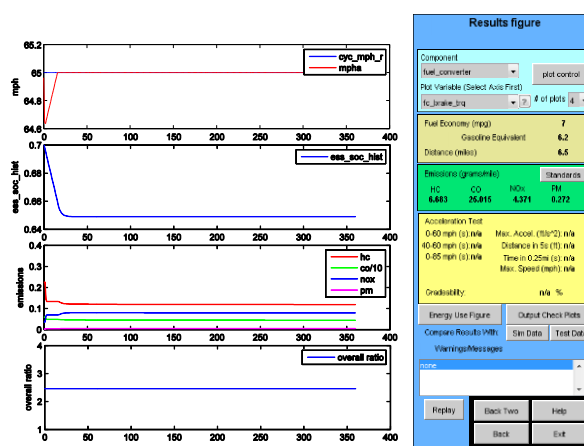 65.2
cyc_mph_r
mpha
65
64.8
64.6
mph
0 50 100 150 200 250 300 350 400
0.7
ess_soc_hist
0.68
0.66
0.64
ess_soc_hist
0 50 100 150 200 250 300 350 400
0.4
hc
co/10
nox
pm
0.3
0.2
0.1
0
emissions
0 50 100 150 200 250 300 350 400
4
overall ratio
3
2
1
overall ratio
0 50 100 150 200 250 300 350 400
Results figure
Component
fuel_converter
plot control
Plot Variable (Select Axis First)
fc_brake_trq
?
# of plots 4
Fuel Economy (mpg) 7
Gasoline Equivalent 6.2
Distance (miles) 6.5
Emissions (grams/mile) Standards
HC CO NOx PM
6.683 25.015 4.371 0.272
Acceleration Test
0-60 mph (s): n/a Max. Accel. (ft/s^2): n/a
40-60 mph (s): n/a Distance in 5s (ft): n/a
0-85 mph (s): n/a Time in 0.25mi (s): n/a
Max. Speed (mph): n/a
Gradeability: n/a %
Energy Use Figure Output Check Plots
Compare Results With: Sim Data Test Data
Warnings/Messages
none
Replay Back Two Help
Back Exit